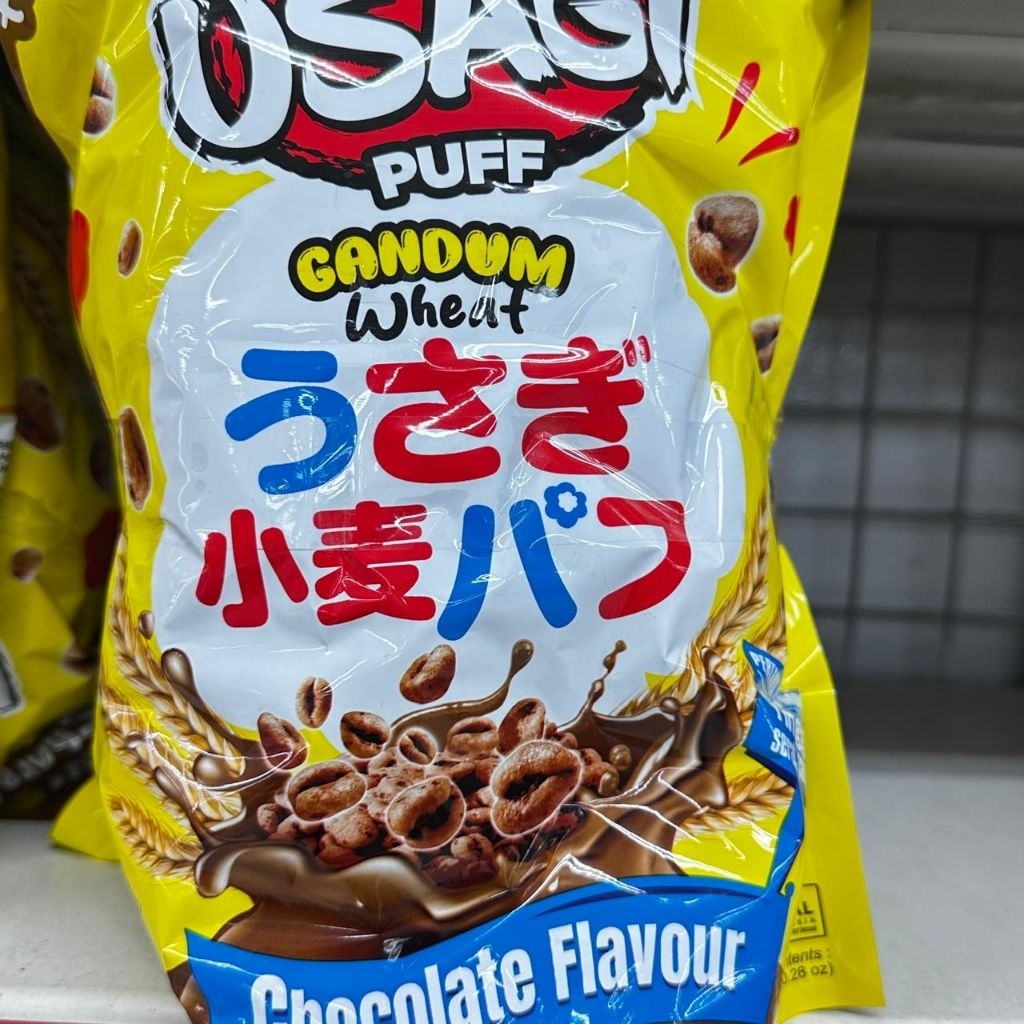 USAGI
PUFF
GANDUM
Wheat
うさぎ
小麦パフ
Chocolate Flavour